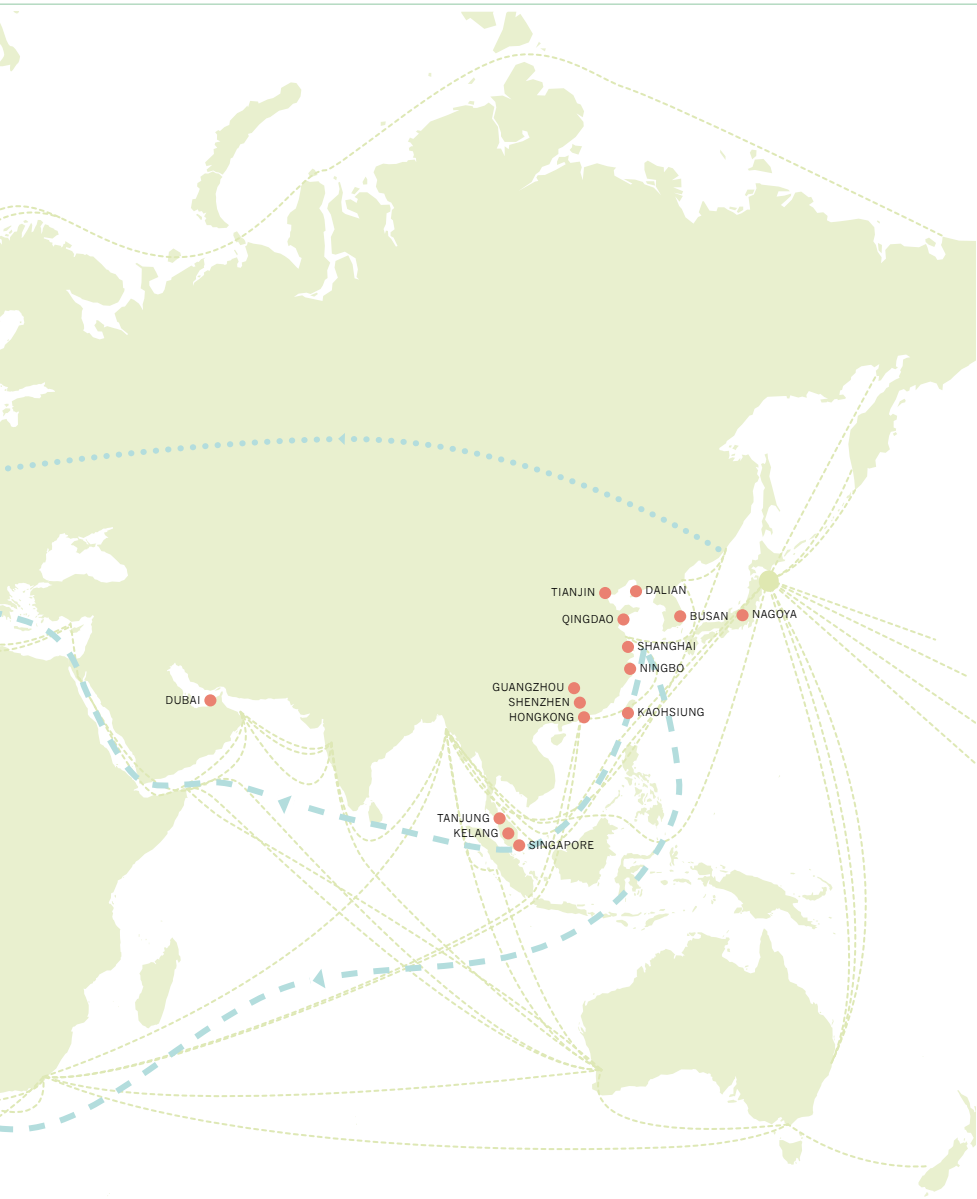 TIANJIN
DALIAN
QINGDAO
BUSAN
NAGOYA
SHANGHAI
NINGBO
GUANGZHOU
SHENZHEN
HONGKONG
KAOHSIUNG
DUBAI
TANJUNG
KELANG
SINGAPORE